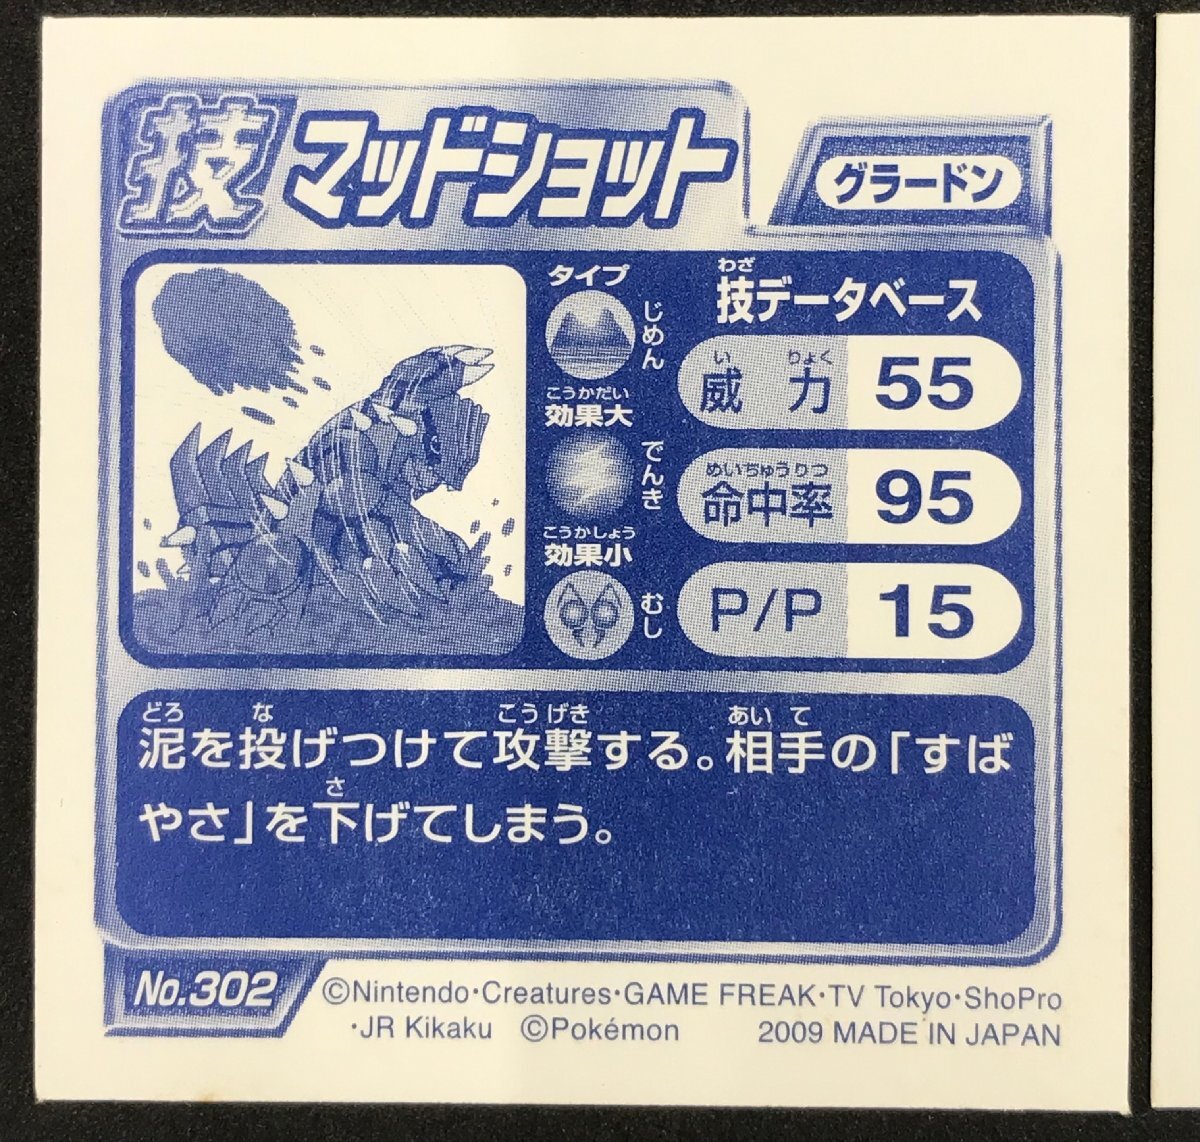 技 マッドショット
グラードン
タイプ
じめん
こうかだい
効果大
でんき
こうかしょう
効果小
むし
わざ
技データベース
いりょく
威力 55
めいちゅうりつ
命中率 95
P/P 15
どろ な こうげき あいて
泥を投げつけて攻撃する。相手の「すば
さ
やさ」を下げてしまう。
No.302
©Nintendo・Creatures・GAME FREAK・TV Tokyo・ShoPro
・JR Kikaku ©Pokémon 2009 MADE IN JAPAN